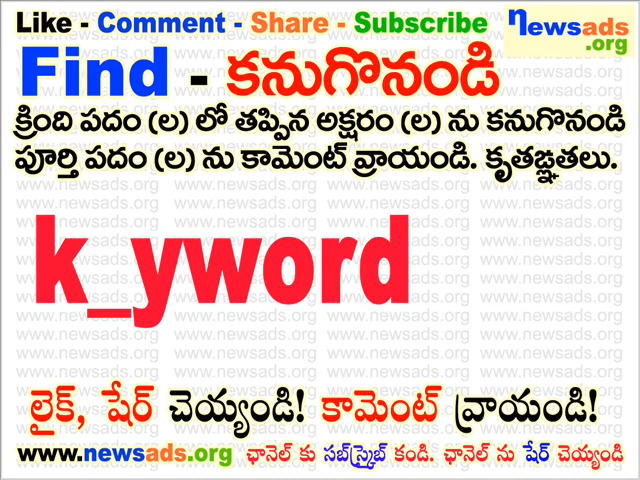 Like - Comment - Share - Subscribe
newsads
.org
Find - కనుగొనండి
క్రింది పదం (ల) లో తప్పిన అక్షరం (ల) ను కనుగొనండి
పూర్తి పదం (ల) ను కామెంట్ వ్రాయండి. కృతఙ్ఞతలు.
k_yword
లైక్, షేర్ చెయ్యండి! కామెంట్ వ్రాయండి!
www.newsads.org ఛానెల్ కు సబ్‌స్క్రైబ్ కండి. ఛానెల్ ను షేర్ చెయ్యండి